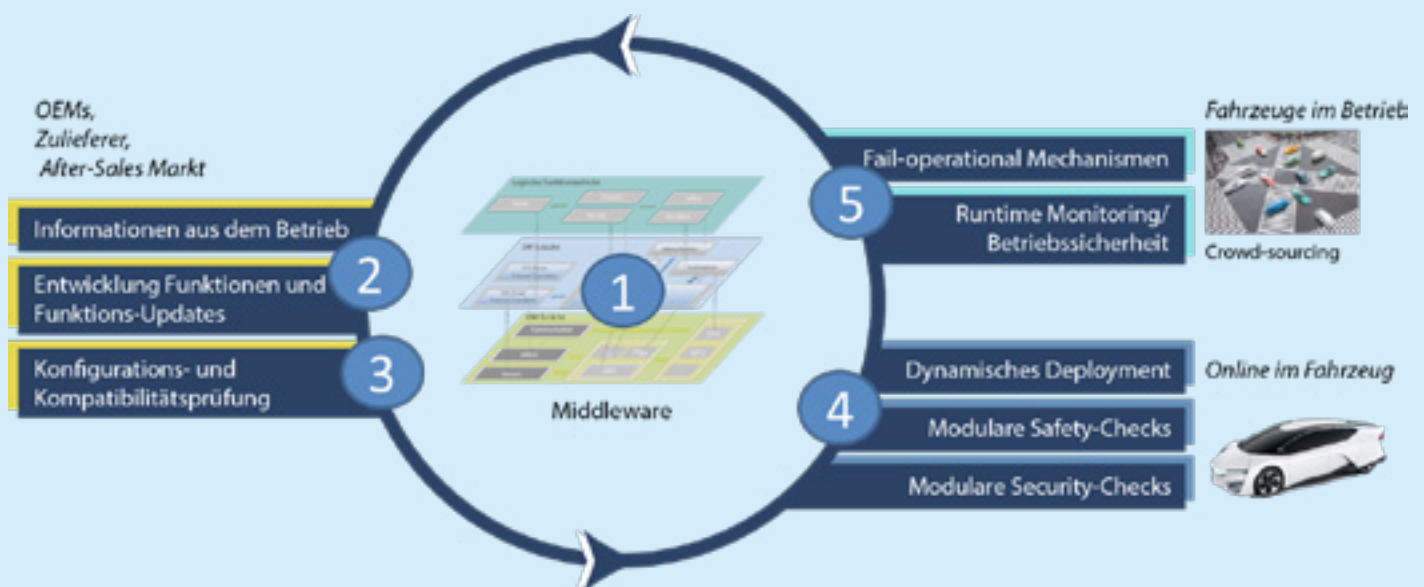 OEMs,
Zulieferer,
After-Sales Markt
Informationen aus dem Betrieb
2
Entwicklung Funktionen und
Funktions-Updates
3
Konfigurations- und
Kompatibilitätsprüfung
1
Middleware
Fahrzeuge im Betrieb
Fail-operational Mechanismen
5
Runtime Monitoring/
Betriebssicherheit
Crowd-sourcing
Dynamisches Deployment
Online im Fahrzeug
4
Modulare Safety-Checks
Modulare Security-Checks